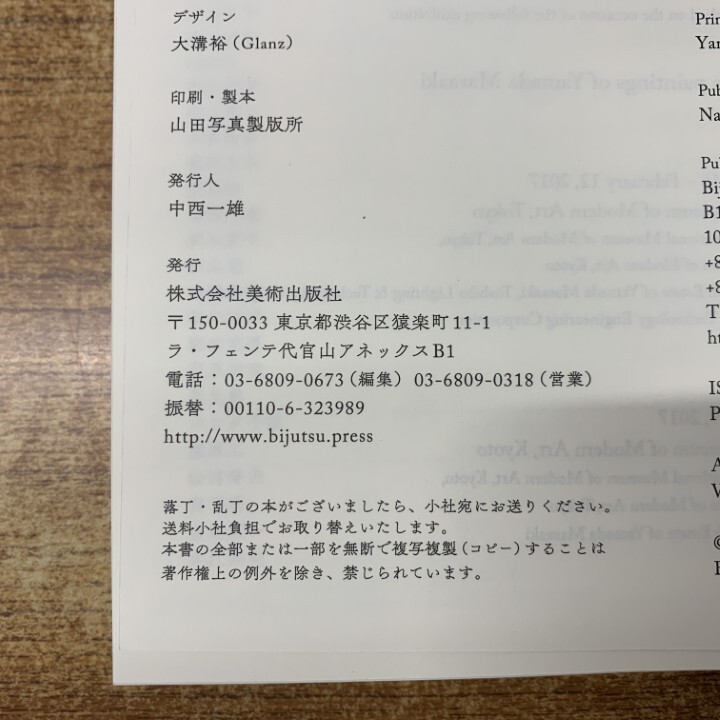 デザイン
大溝裕(Glanz)
印刷・製本
山田写真製版所
発行人
中西一雄
発行
株式会社美術出版社
〒150-0033 東京都渋谷区猿楽町11-1
ラ・フェンテ代官山アネックスB1
電話：03-6809-0673(編集) 03-6809-0318(営業)
振替：00110-6-323989
http://www.bijutsu.press
落丁・乱丁の本がございましたら、小社宛にお送りください。
送料小社負担でお取り替えいたします。
本書の全部または一部を無断で複写複製(コピー)することは
著作権上の例外を除き、禁じられています。